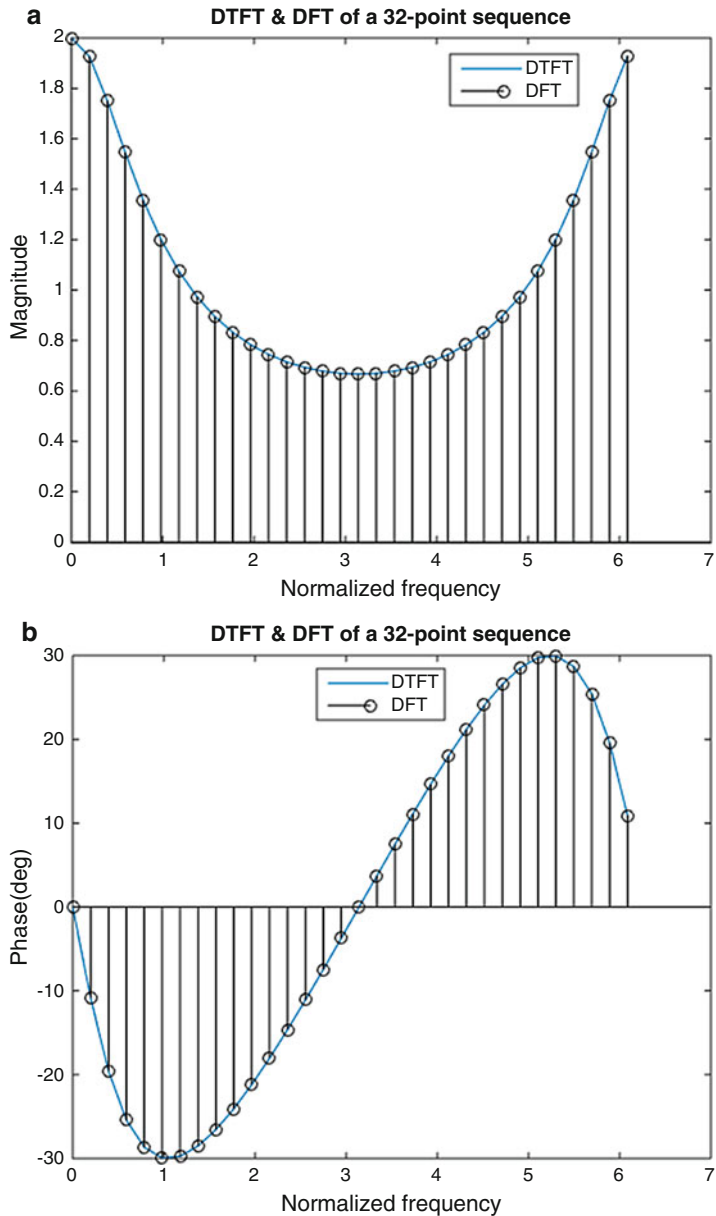 a
DTFT & DFT of a 32-point sequence
2
1.8
1.6
1.4
1.2
1
0.8
0.6
0.4
0.2
0
Magnitude
DTFT
DFT
0 1 2 3 4 5 6 7
Normalized frequency
b
DTFT & DFT of a 32-point sequence
30
20
10
0
-10
-20
-30
Phase(deg)
DTFT
DFT
0 1 2 3 4 5 6 7
Normalized frequency